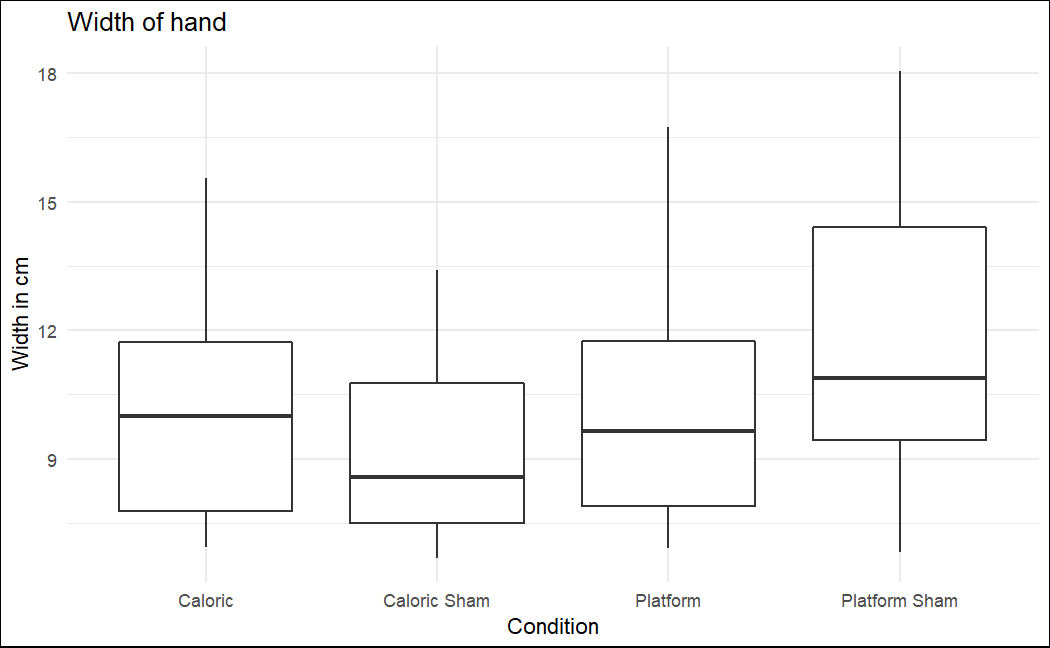 Width of hand
18
15
12
9
Width in cm
Caloric
Caloric Sham
Platform
Platform Sham
Condition